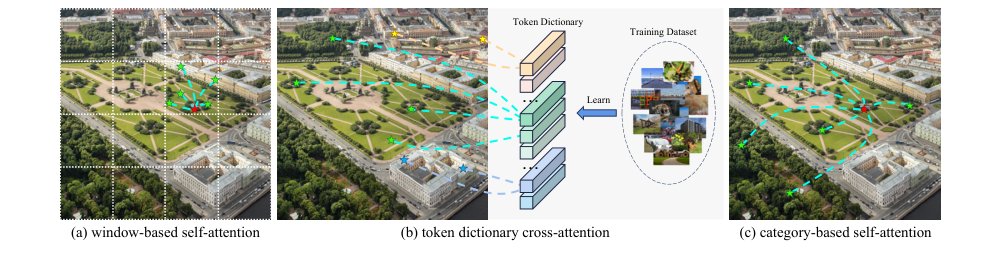 Token Dictionary
Training Dataset
...
Learn
...
(a) window-based self-attention
(b) token dictionary cross-attention
(c) category-based self-attention